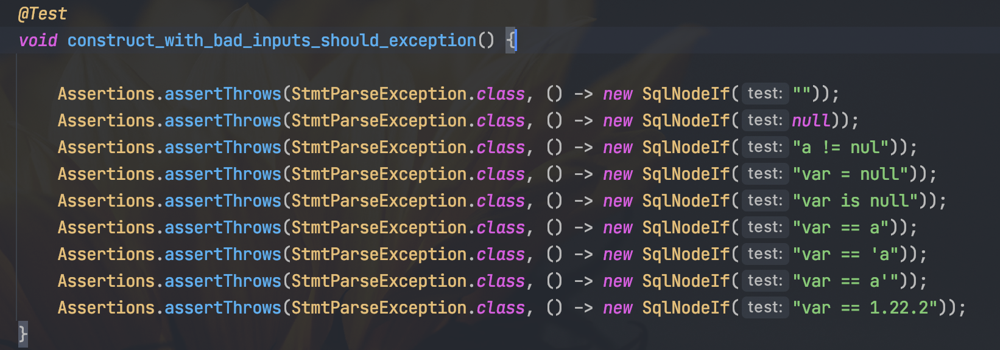 @Test
void construct_with_bad_inputs_should_exception() {
Assertions.assertThrows(StmtParseException.class, () -> new SqlNodeIf( test: ""));
Assertions.assertThrows(StmtParseException.class, () -> new SqlNodeIf( test: null));
Assertions.assertThrows(StmtParseException.class, () -> new SqlNodeIf( test: "a != nul"));
Assertions.assertThrows(StmtParseException.class, () -> new SqlNodeIf( test: "var = null"));
Assertions.assertThrows(StmtParseException.class, () -> new SqlNodeIf( test: "var is null"));
Assertions.assertThrows(StmtParseException.class, () -> new SqlNodeIf( test: "var == a"));
Assertions.assertThrows(StmtParseException.class, () -> new SqlNodeIf( test: "var == 'a"));
Assertions.assertThrows(StmtParseException.class, () -> new SqlNodeIf( test: "var == a'"));
Assertions.assertThrows(StmtParseException.class, () -> new SqlNodeIf( test: "var == 1.22.2"));
}